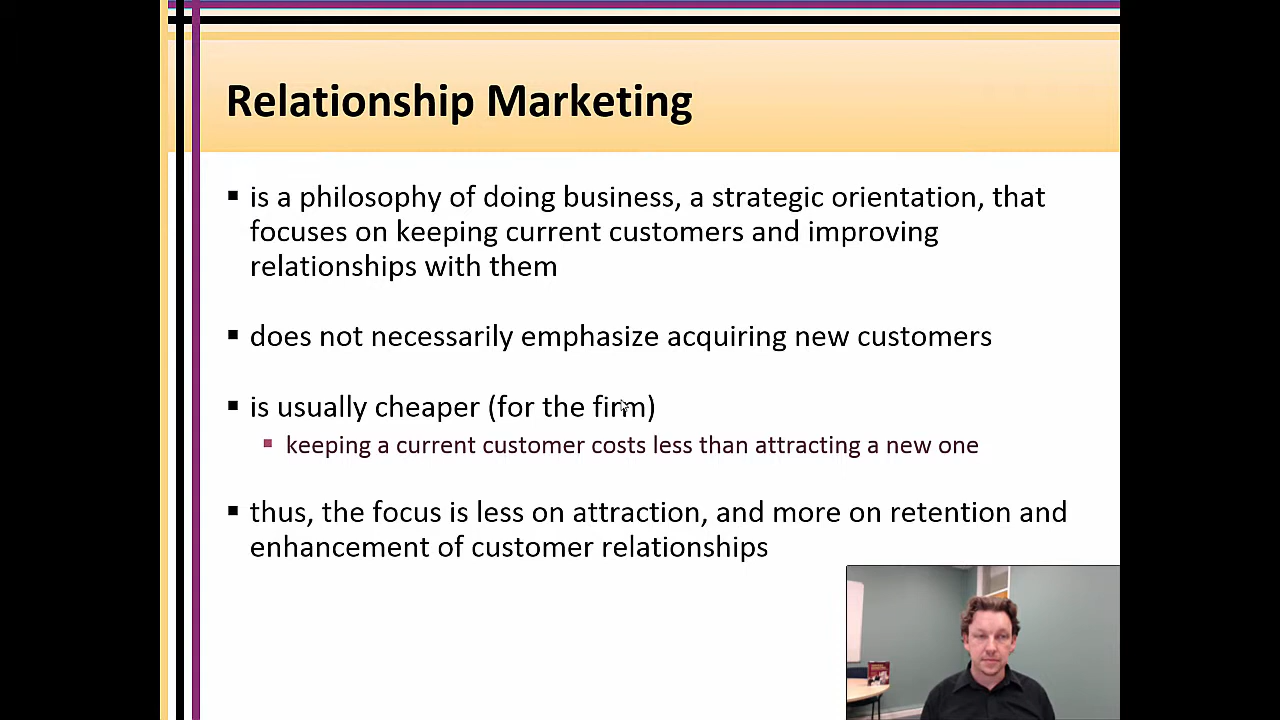 Relationship Marketing
is a philosophy of doing business, a strategic orientation, that
focuses on keeping current customers and improving
relationships with them
does not necessarily emphasize acquiring new customers
is usually cheaper (for the firm)
keeping a current customer costs less than attracting a new one
thus, the focus is less on attraction, and more on retention and
enhancement of customer relationships